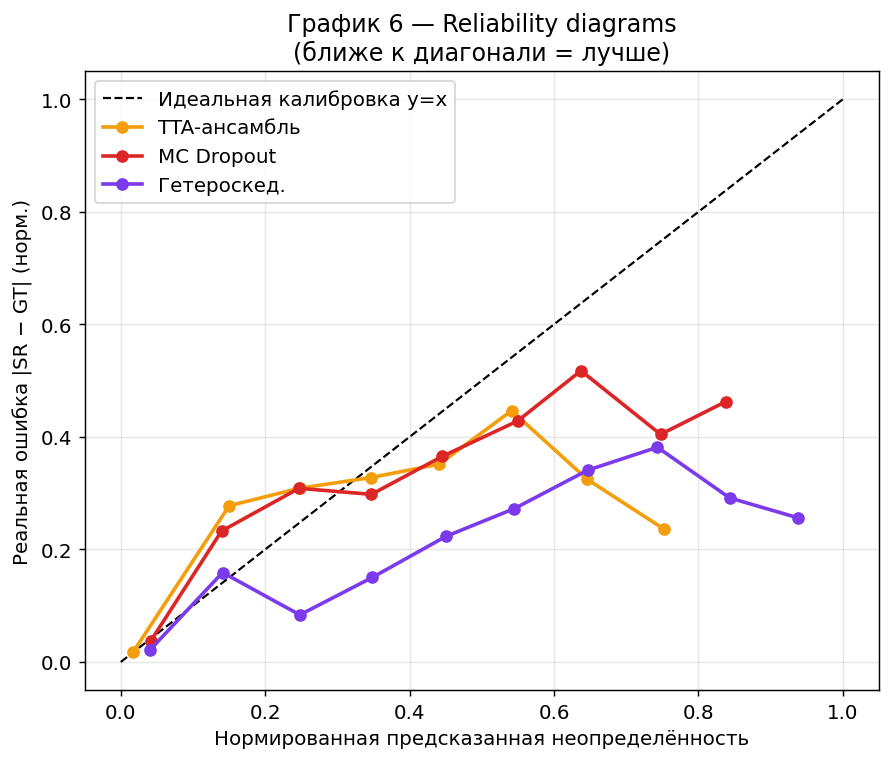 График 6 — Reliability diagrams
(ближе к диагонали = лучше)
Идеальная калибровка y=x
TTA-ансамбль
MC Dropout
Гетероскед.
Реальная ошибка |SR − GT| (норм.)
1.0
0.8
0.6
0.4
0.2
0.0
0.0 0.2 0.4 0.6 0.8 1.0
Нормированная предсказанная неопределённость